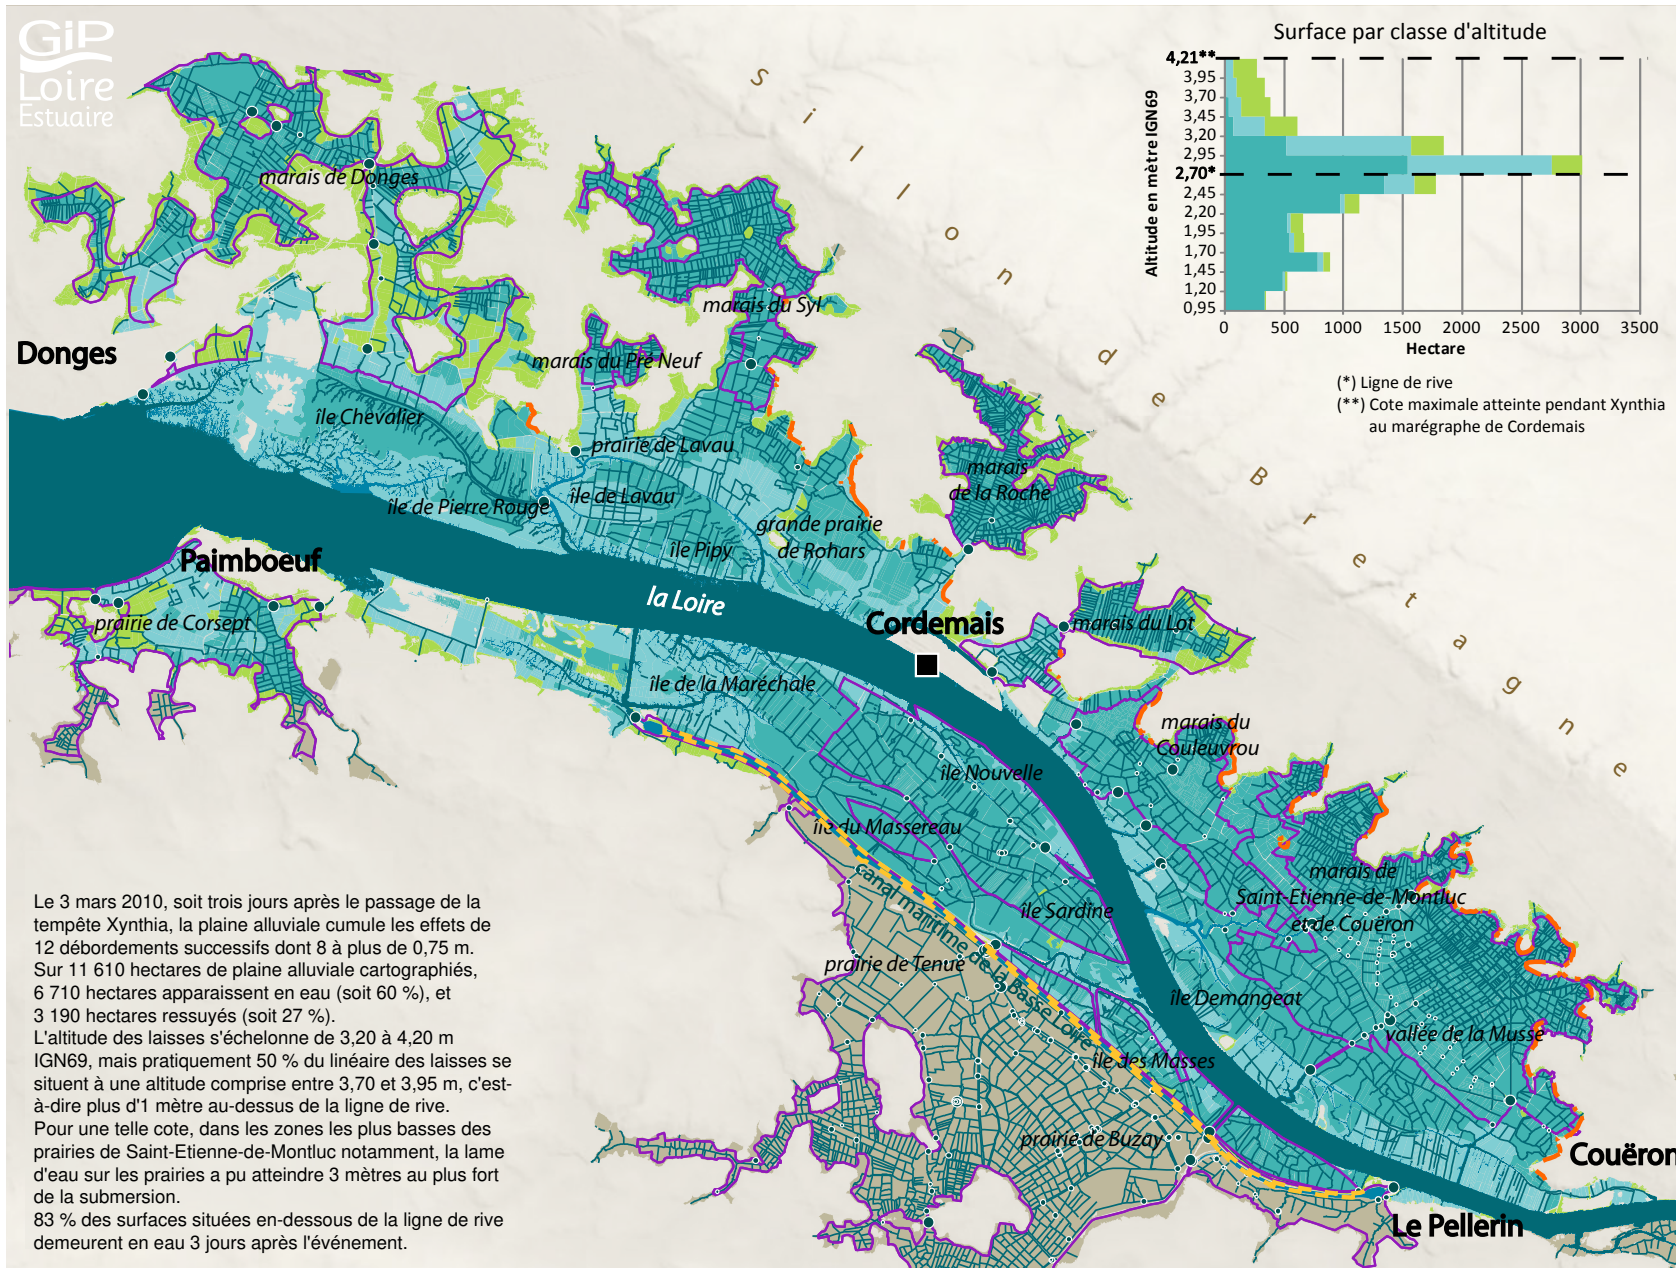 GIP
Loire
Estuaire
Surface par classe d'altitude
Altitude en mètre IGN69
4,21**
3,95
3,70
3,45
3,20
2,95
2,70*
2,45
2,20
1,95
1,70
1,45
1,20
0,95
0 500 1000 1500 2000 2500 3000 3500
Hectare
(*) Ligne de rive
(**) Cote maximale atteinte pendant Xynthia
au marégraphe de Cordemais
Sillon de Bretagne
marais de Donges
marais du Syl
Donges
marais du Pré Neuf
île Chevalier
prairie de Lavau
marais
de la Roche
île de Lavau
île de Pierre Rouge
grande prairie
de Rohars
île Pipy
Paimboeuf
la Loire
prairie de Corsept
Cordemais
marais du Lot
île de la Maréchale
marais du
Couleuvrou
île Nouvelle
île du Massereau
marais de
Saint-Etienne-de-Montluc
et de Couëron
île Sardine
canal maritime de la Basse Loire
prairie de Tenue
île Demangeat
vallée de la Musse
île des Masses
prairie de Buzay
Couëron
Le Pellerin
Le 3 mars 2010, soit trois jours après le passage de la
tempête Xynthia, la plaine alluviale cumule les effets de
12 débordements successifs dont 8 à plus de 0,75 m.
Sur 11 610 hectares de plaine alluviale cartographiés,
6 710 hectares apparaissent en eau (soit 60 %), et
3 190 hectares ressuyés (soit 27 %).
L'altitude des laisses s'échelonne de 3,20 à 4,20 m
IGN69, mais pratiquement 50 % du linéaire des laisses se
situent à une altitude comprise entre 3,70 et 3,95 m, c'est-
à-dire plus d'1 mètre au-dessus de la ligne de rive.
Pour une telle cote, dans les zones les plus basses des
prairies de Saint-Etienne-de-Montluc notamment, la lame
d'eau sur les prairies a pu atteindre 3 mètres au plus fort
de la submersion.
83 % des surfaces situées en-dessous de la ligne de rive
demeurent en eau 3 jours après l'événement.